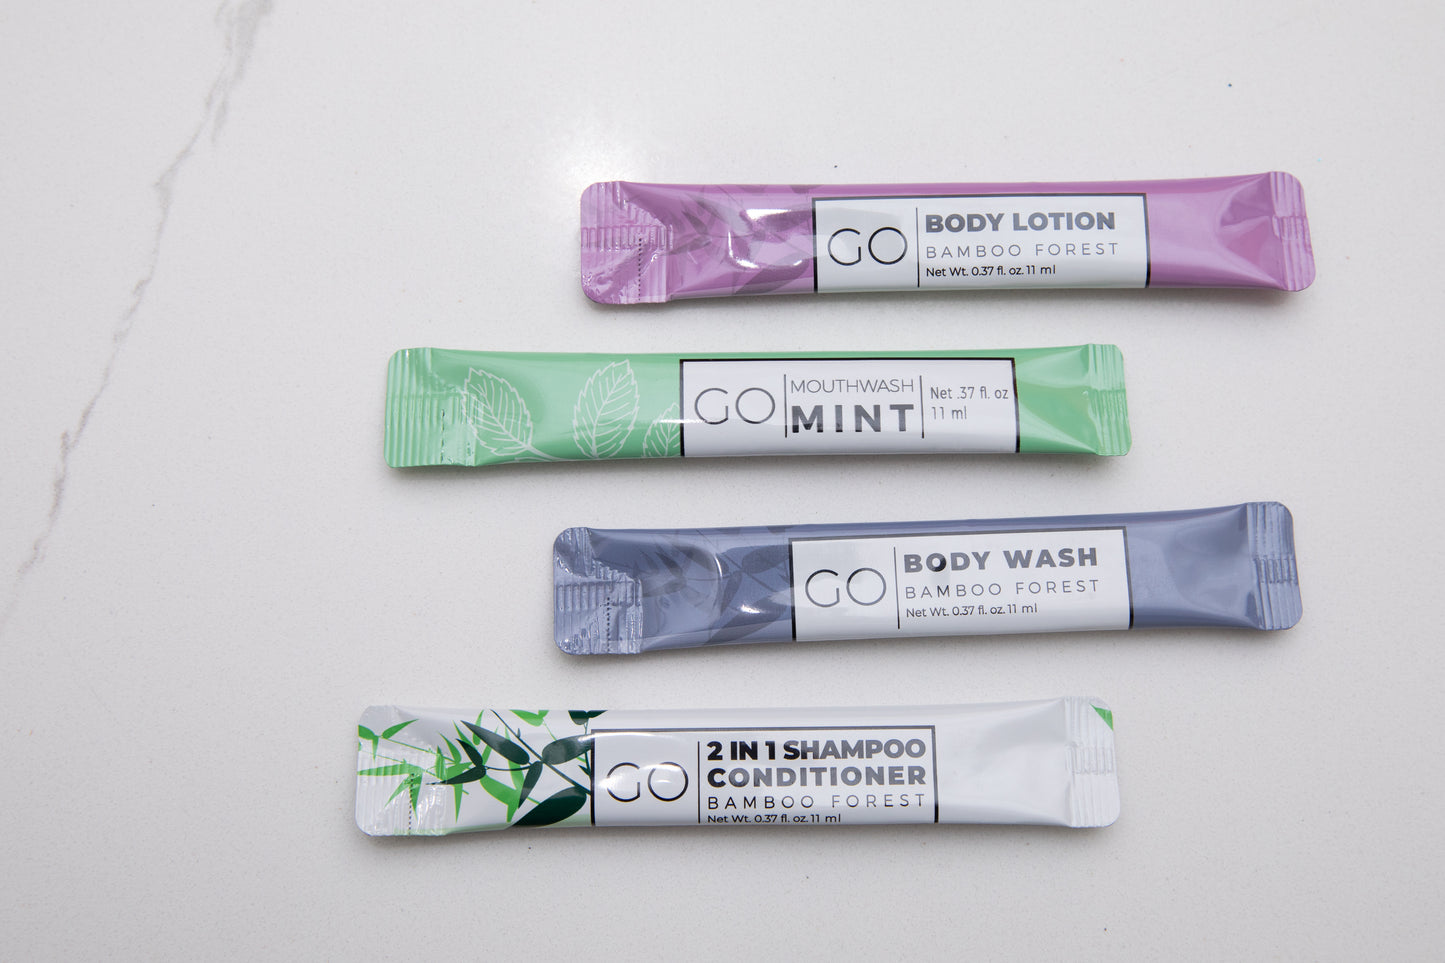 GO
BODY LOTION
BAMBOO FOREST
Net Wt. 0.37 fl. oz. 11 ml
GO
MOUTHWASH
MINT
Net .37 fl. oz
11 ml
GO
BODY WASH
BAMBOO FOREST
Net Wt. 0.37 fl. oz. 11 ml
GO
2 IN 1 SHAMPOO
CONDITIONER
BAMBOO FOREST
Net Wt. 0.37 fl. oz. 11 ml